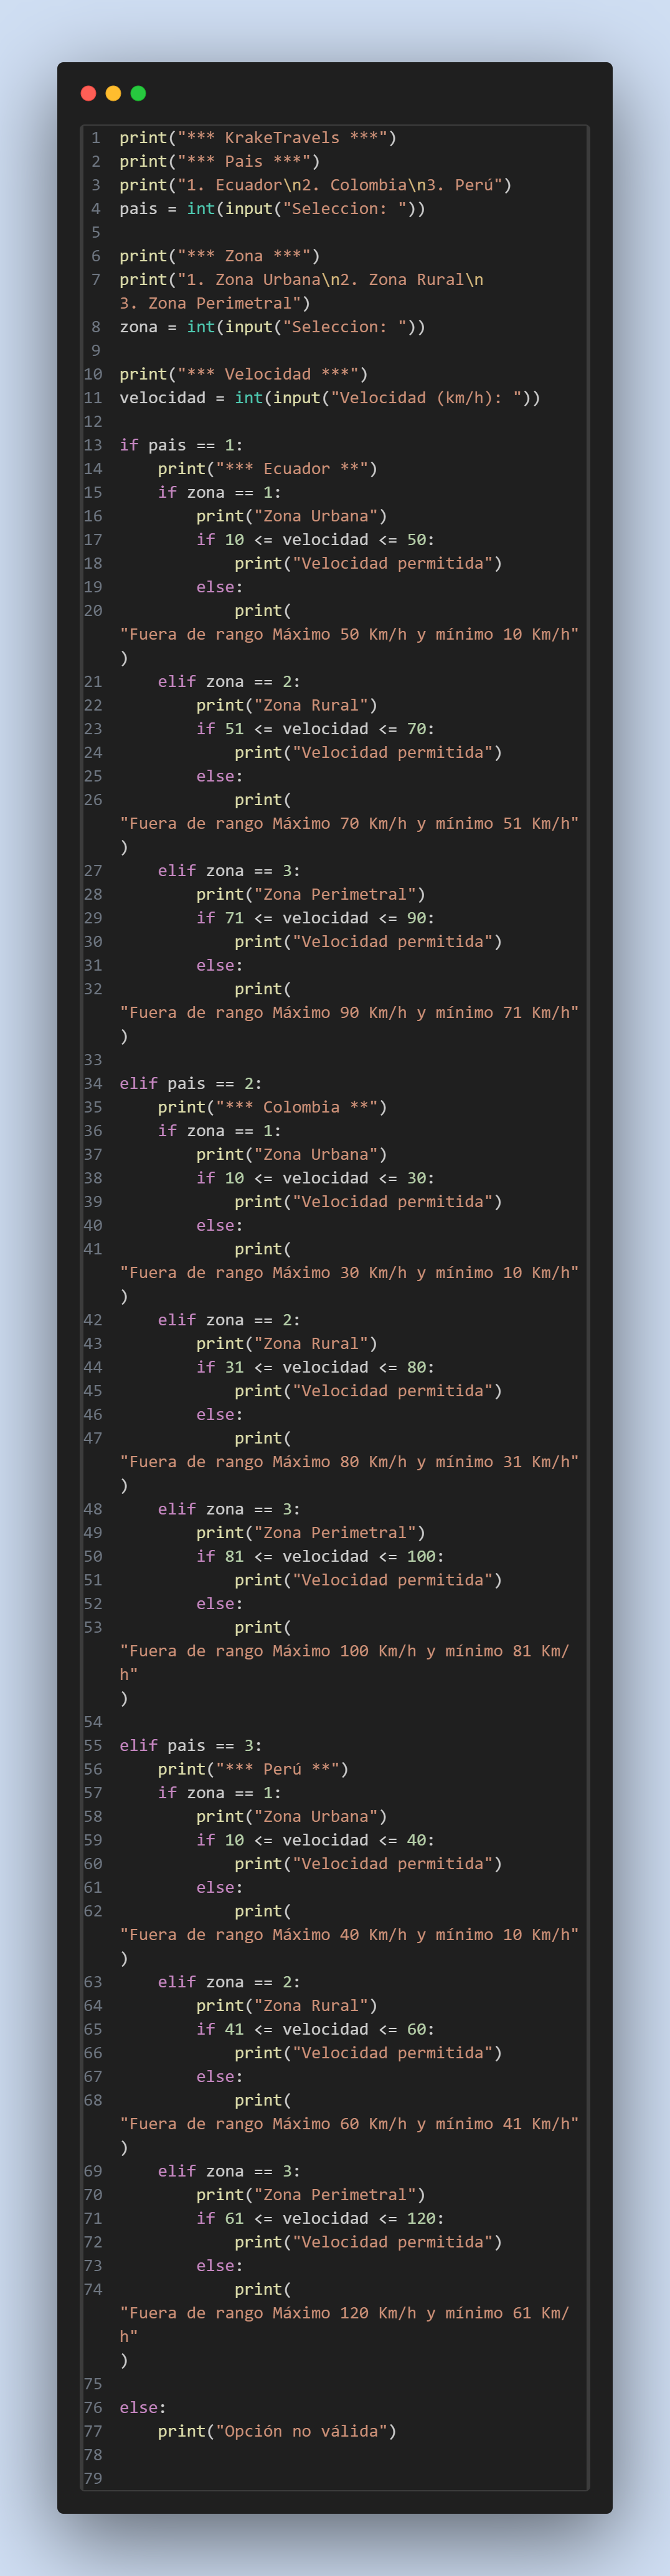 1 print("*** KrakeTravels ***")
2 print("*** Pais ***")
3 print("1. Ecuador\n2. Colombia\n3. Perú")
4 pais = int(input("Seleccion: "))
5
6 print("*** Zona ***")
7 print("1. Zona Urbana\n2. Zona Rural\n
3. Zona Perimetral")
8 zona = int(input("Seleccion: "))
9
10 print("*** Velocidad ***")
11 velocidad = int(input("Velocidad (km/h): "))
12
13 if pais == 1:
14     print("*** Ecuador **")
15     if zona == 1:
16         print("Zona Urbana")
17         if 10 <= velocidad <= 50:
18             print("Velocidad permitida")
19         else:
20             print(
"Fuera de rango Máximo 50 Km/h y mínimo 10 Km/h"
)
21     elif zona == 2:
22         print("Zona Rural")
23         if 51 <= velocidad <= 70:
24             print("Velocidad permitida")
25         else:
26             print(
"Fuera de rango Máximo 70 Km/h y mínimo 51 Km/h"
)
27     elif zona == 3:
28         print("Zona Perimetral")
29         if 71 <= velocidad <= 90:
30             print("Velocidad permitida")
31         else:
32             print(
"Fuera de rango Máximo 90 Km/h y mínimo 71 Km/h"
)
33
34 elif pais == 2:
35     print("*** Colombia **")
36     if zona == 1:
37         print("Zona Urbana")
38         if 10 <= velocidad <= 30:
39             print("Velocidad permitida")
40         else:
41             print(
"Fuera de rango Máximo 30 Km/h y mínimo 10 Km/h"
)
42     elif zona == 2:
43         print("Zona Rural")
44         if 31 <= velocidad <= 80:
45             print("Velocidad permitida")
46         else:
47             print(
"Fuera de rango Máximo 80 Km/h y mínimo 31 Km/h"
)
48     elif zona == 3:
49         print("Zona Perimetral")
50         if 81 <= velocidad <= 100:
51             print("Velocidad permitida")
52         else:
53             print(
"Fuera de rango Máximo 100 Km/h y mínimo 81 Km/
h"
)
54
55 elif pais == 3:
56     print("*** Perú **")
57     if zona == 1:
58         print("Zona Urbana")
59         if 10 <= velocidad <= 40:
60             print("Velocidad permitida")
61         else:
62             print(
"Fuera de rango Máximo 40 Km/h y mínimo 10 Km/h"
)
63     elif zona == 2:
64         print("Zona Rural")
65         if 41 <= velocidad <= 60:
66             print("Velocidad permitida")
67         else:
68             print(
"Fuera de rango Máximo 60 Km/h y mínimo 41 Km/h"
)
69     elif zona == 3:
70         print("Zona Perimetral")
71         if 61 <= velocidad <= 120:
72             print("Velocidad permitida")
73         else:
74             print(
"Fuera de rango Máximo 120 Km/h y mínimo 61 Km/
h"
)
75
76 else:
77     print("Opción no válida")
78
79